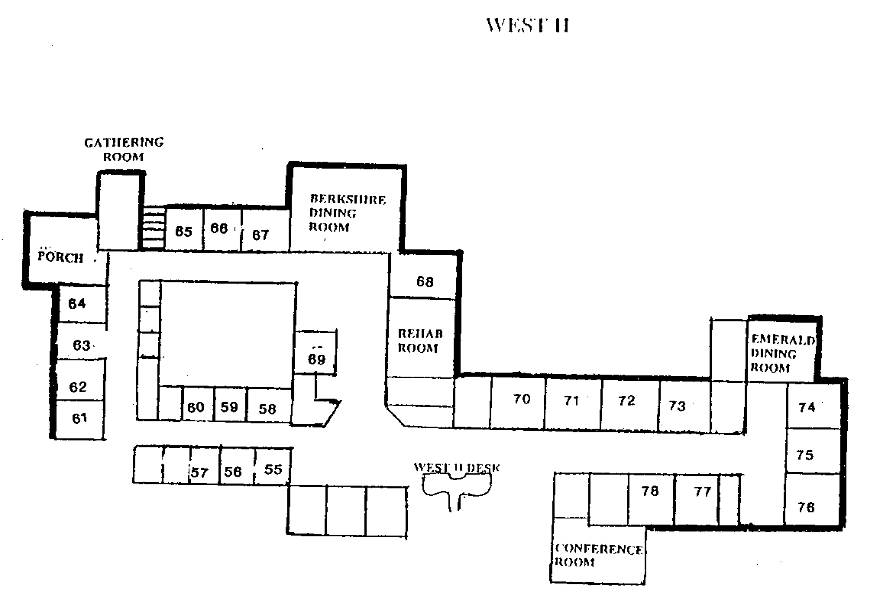 WEST II
GATHERING
ROOM
BERKSHIRE
DINING
ROOM
65
66
67
PORCH
68
64
REHAB
ROOM
63
69
EMERALD
DINING
ROOM
62
61
60
59
58
70
71
72
73
74
75
76
57
56
55
WEST II DESK
78
77
CONFERENCE
ROOM